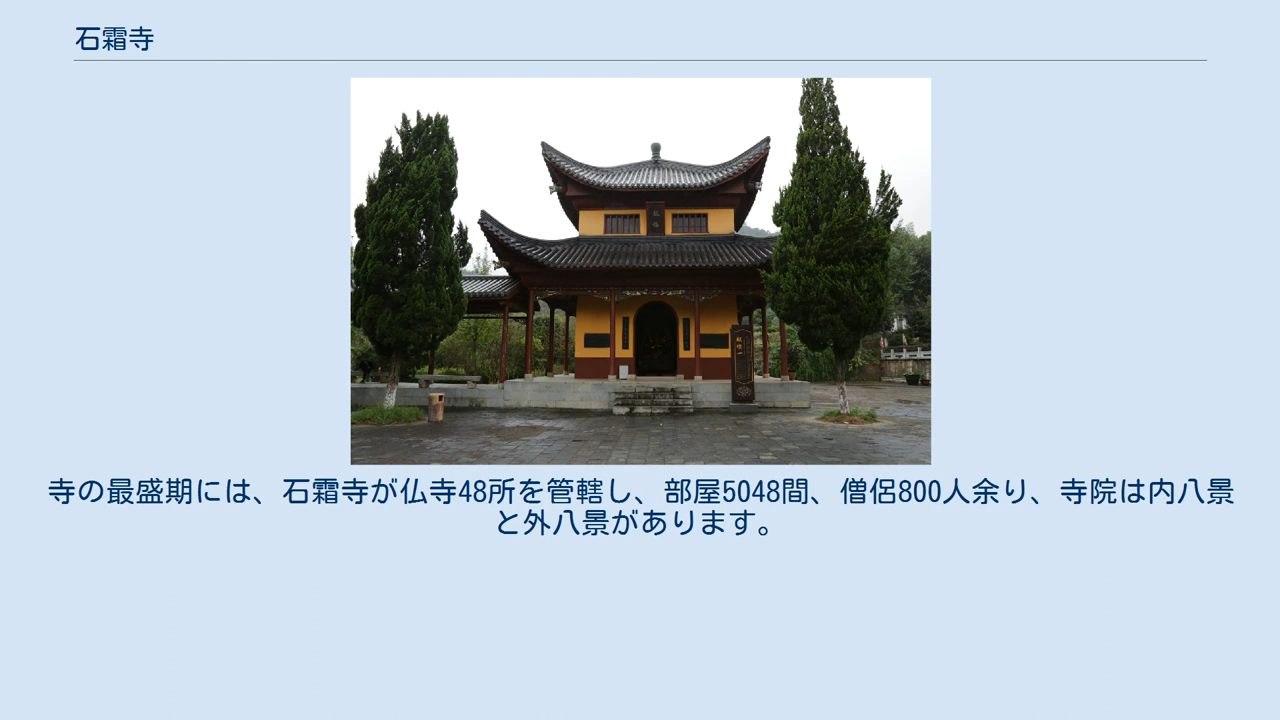 石霜寺
寺の最盛期には、石霜寺が仏寺48所を管轄し、部屋5048間、僧侶800人余り、寺院は内八景
と外八景があります。